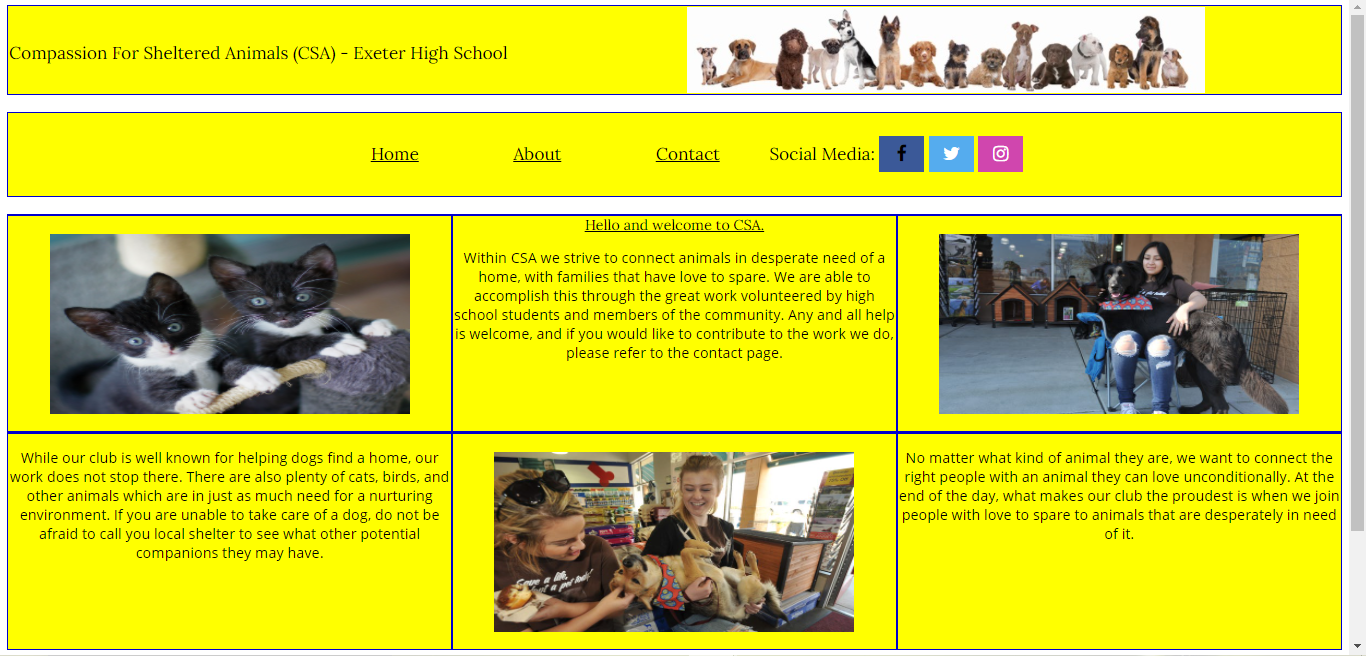 Compassion For Sheltered Animals (CSA) - Exeter High School
Home About Contact Social Media:
Hello and welcome to CSA.
Within CSA we strive to connect animals in desperate need of a
home, with families that have love to spare. We are able to
accomplish this through the great work volunteered by high
school students and members of the community. Any and all help
is welcome, and if you would like to contribute to the work we do,
please refer to the contact page.
While our club is well known for helping dogs find a home, our
work does not stop there. There are also plenty of cats, birds, and
other animals which are in just as much need for a nurturing
environment. If you are unable to take care of a dog, do not be
afraid to call you local shelter to see what other potential
companions they may have.
Save a life,
No matter what kind of animal they are, we want to connect the
right people with an animal they can love unconditionally. At the
end of the day, what makes our club the proudest is when we join
people with love to spare to animals that are desperately in need
of it.